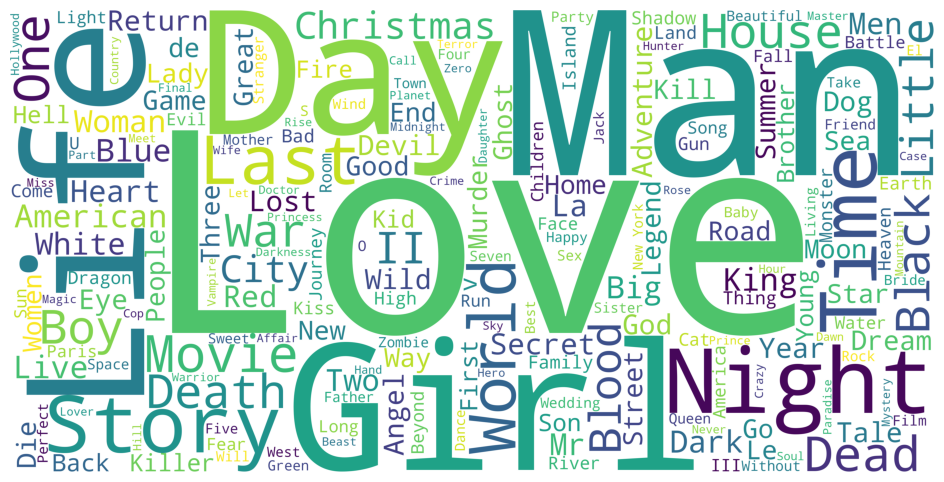 Love
Man
Day
Girl
Life
Night
Story
Time
World
Last
House
Black
Little
Dead
Movie
Boy
One
Death
War
City
II
Blood
Christmas
King
Secret
Big
Blue
White
American
Woman
Women
Return
de
Lady
Game
Hell
Evil
Light
Hollywood
Country
Final
Great
Stranger
Fire
S
Rise
Wind
Town
Planet
Four
Zero
Terror
Call
Midnight
End
Devil
Good
Bad
Mother
Wife
Room
Crime
Daughter
Ghost
Murder
Party
Island
Shadow
Land
Hunter
Adventure
Kill
Beautiful
Master
Fall
Battle
Men
El
Summer
Brother
Take
Dog
Friend
Sea
Song
Gun
Jack
Children
Home
La
Face
Happy
Sex
Seven
Legend
New York
Rose
Baby
Road
Thing
Hour
Living
Monster
Moon
Heaven
Earth
Case
Mountain
Bride
Star
Young
Water
Dawn
Dream
Rock
Year
Cat
Prince
America
Crazy
Paradise
Mystery
Film
Go
Le
Tale
Soul
Dark
Queen
Never
III
Without
Street
God
Sister
Best
Sky
Run
V
Hero
First
Family
Wedding
Son
Mr
River
Dance
Beyond
Angel
Way
Zombie
Hand
Two
Father
Long
Beast
New
Kiss
Affair
Sweet
Journey
Red
Three
Vampire
Darkness
Princess
Doctor
Let
Lost
Kid
O
Wild
High
Heart
Come
Miss
U
Part
Meet
People
Dragon
Eye
Sun
Magic
Cop
Live
Paris
Space
Warrior
Lover
Die
Perfect
Back
Hill
Killer
Five
Fear
Will
West
Green